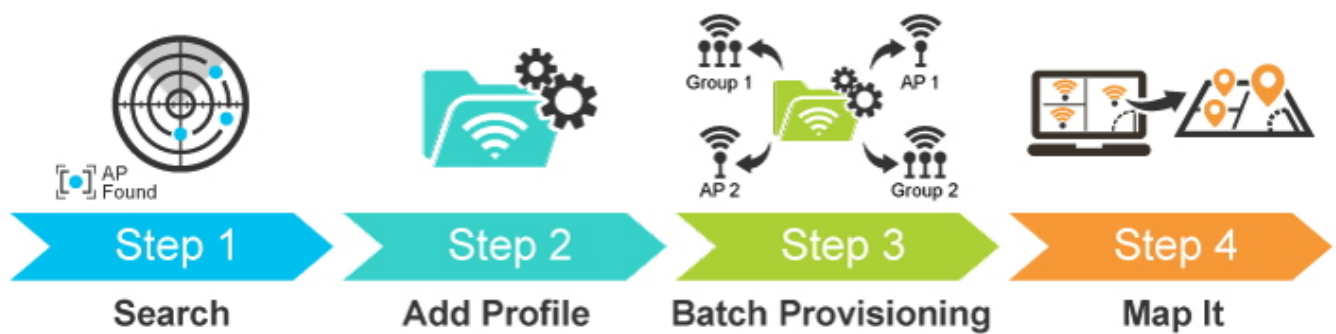 AP
Found
Group 1
AP 1
AP 2
Group 2
Step 1
Step 2
Step 3
Step 4
Search
Add Profile
Batch Provisioning
Map It